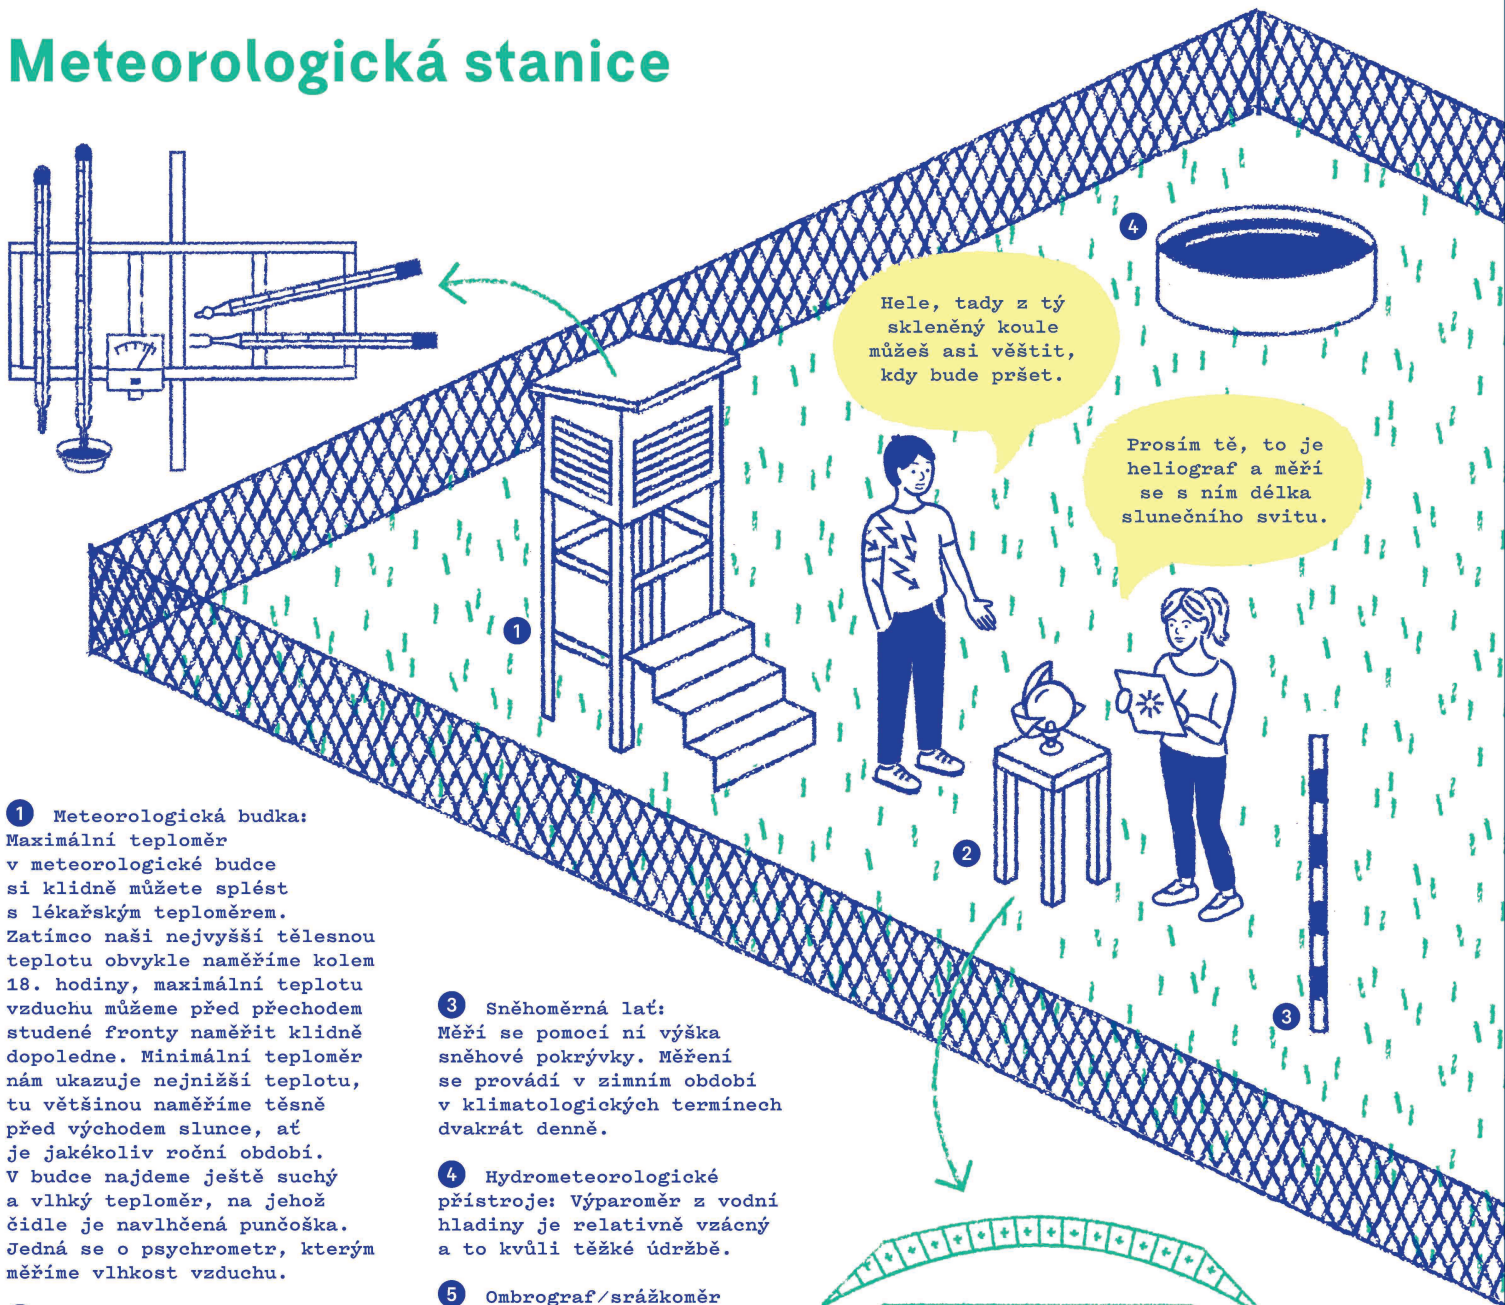 Meteorologická stanice
4
Hele, tady z tý
skleněný koule
můžeš asi věštit,
kdy bude pršet.
Prosím tě, to je
heliograf a měří
se s ním délka
slunečního svitu.
1
2
3
1 Meteorologická budka:
Maximální teploměr
v meteorologické budce
si klidně můžete splést
s lékařským teploměrem.
Zatímco naši nejvyšší tělesnou
teplotu obvykle naměříme kolem
18. hodiny, maximální teplotu
vzduchu můžeme před přechodem
studené fronty naměřit klidně
dopoledne. Minimální teploměr
nám ukazuje nejnižší teplotu,
tu většinou naměříme těsně
před východem slunce, ať
je jakékoliv roční období.
V budce najdeme ještě suchý
a vlhký teploměr, na jehož
čidle je navlhčená punčoška.
Jedná se o psychrometr, kterým
měříme vlhkost vzduchu.
3 Sněhoměrná lať:
Měří se pomocí ní výška
sněhové pokrývky. Měření
se provádí v zimním období
v klimatologických termínech
dvakrát denně.
4 Hydrometeorologické
přístroje: Výparoměr z vodní
hladiny je relativně vzácný
a to kvůli těžké údržbě.
5 Ombrograf/srážkoměr